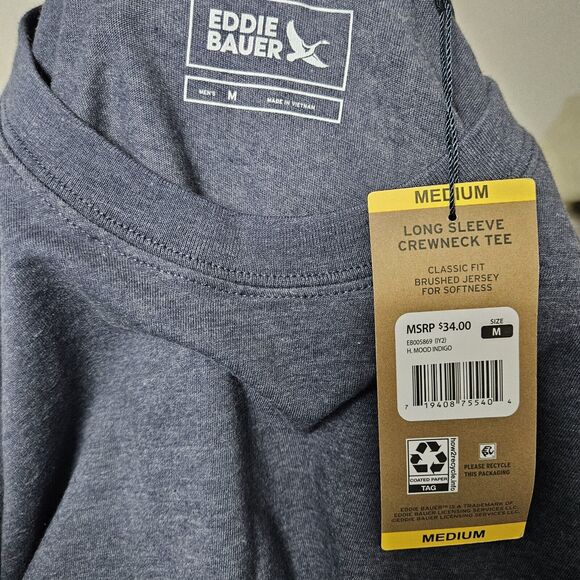 EDDIE
BAUER
MEN'S M MADE IN VIETNAM
MEDIUM
LONG SLEEVE
CREWNECK TEE
CLASSIC FIT
BRUSHED JERSEY
FOR SOFTNESS
MSRP $34.00
SIZE
M
EB005869 (IY2)
H. MOOD INDIGO
7 19408 75540 4
how2recycle.info
COATED PAPER
TAG
PLEASE RECYCLE
THIS PACKAGING
EDDIE BAUER™ IS A TRADEMARK OF
EDDIE BAUER LICENSING SERVICES LLC.
©EDDIE BAUER LICENSING SERVICES LLC
MEDIUM